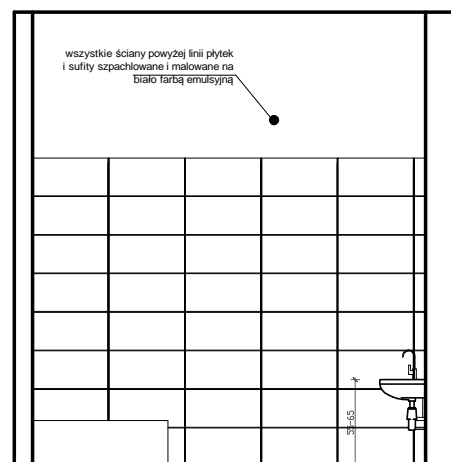 wszystkie ściany powyżej linii płytek
i sufity szpachlowane i malowane na
biało farbą emulsyjną
55-65